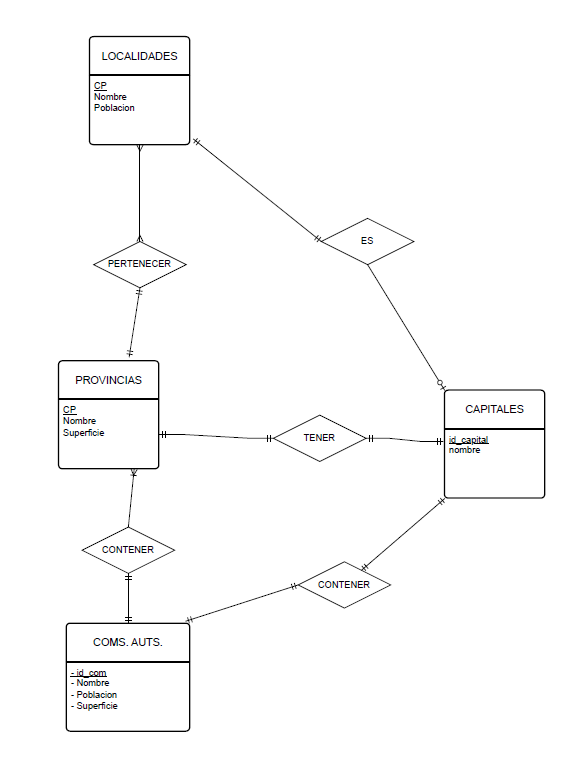 LOCALIDADES
CP
Nombre
Poblacion
ES
PERTENECER
PROVINCIAS
CP
Nombre
Superficie
CAPITALES
id_capital
nombre
TENER
CONTENER
CONTENER
COMS. AUTS.
- id_com
- Nombre
- Poblacion
- Superficie